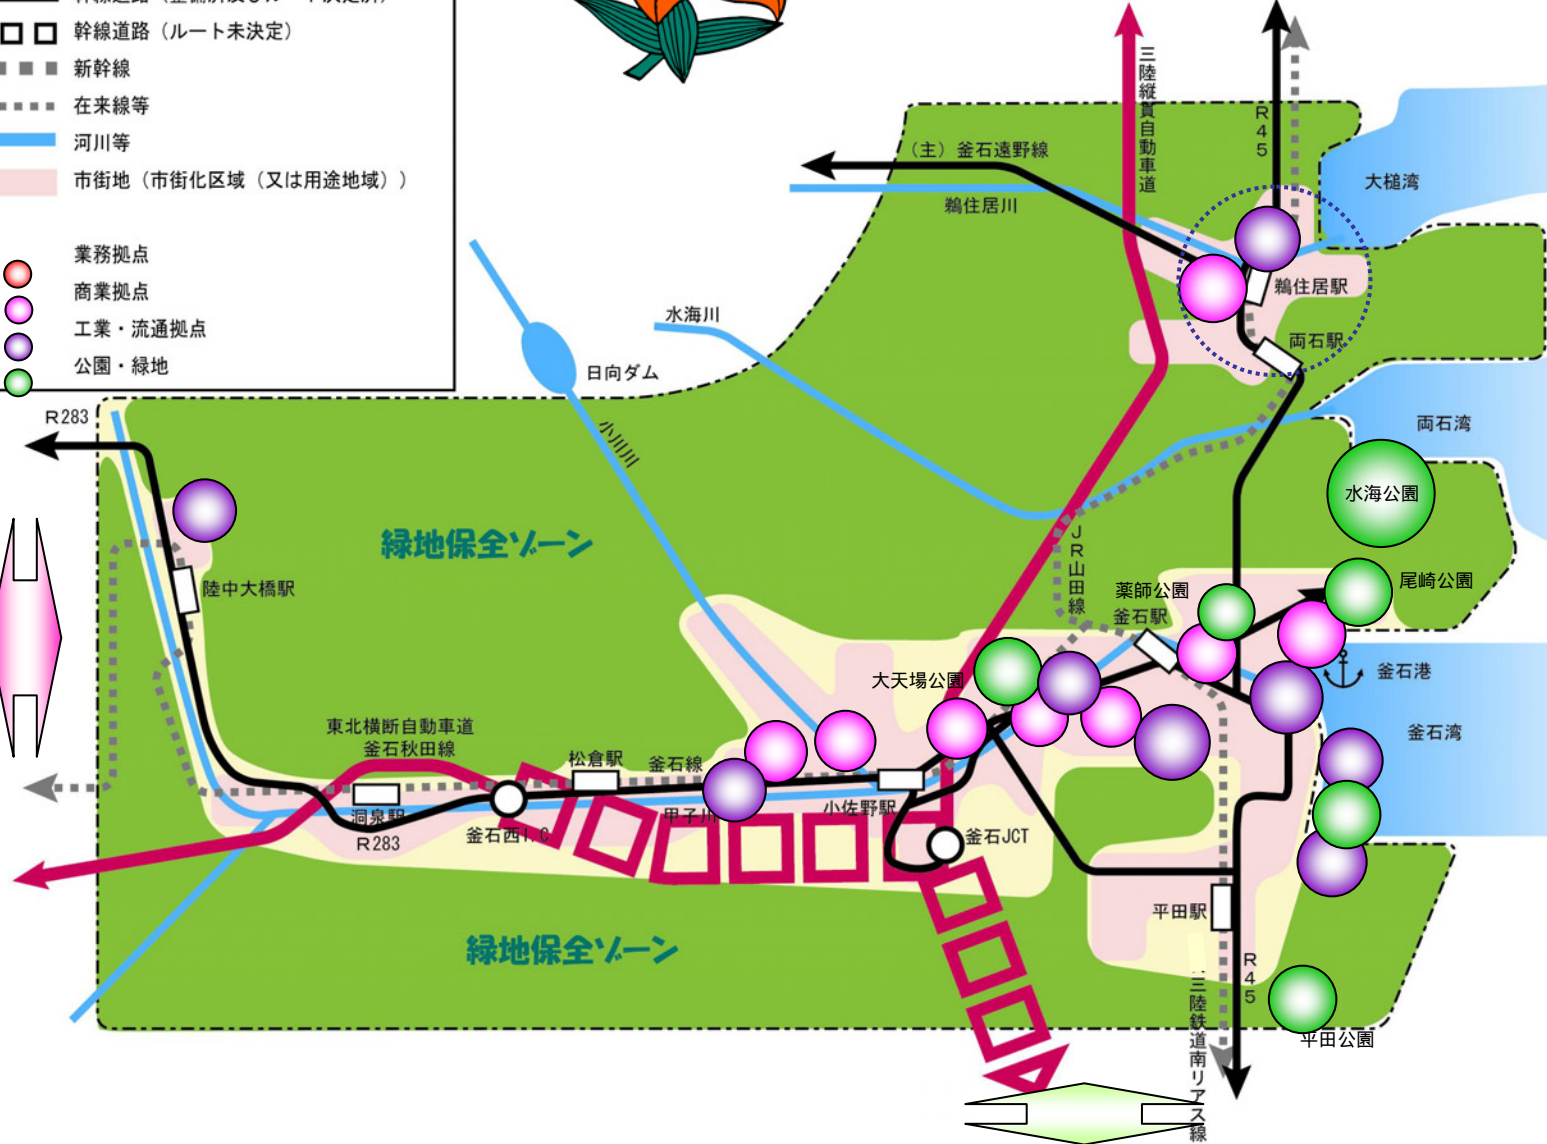 幹線道路（ルート未決定）
新幹線
在来線等
河川等
市街地（市街化区域（又は用途地域））
業務拠点
商業拠点
工業・流通拠点
公園・緑地
三陸縦貫自動車道
R45
（主）釜石遠野線
鵜住居川
大槌湾
鵜住居駅
両石駅
水海川
日向ダム
小川川
R283
両石湾
水海公園
緑地保全ゾーン
JR山田線
陸中大橋駅
薬師公園
尾崎公園
釜石駅
大天場公園
釜石港
釜石湾
東北横断自動車道
釜石秋田線
松倉駅
釜石線
洞泉駅
R283
釜石西I.C
甲子川
小佐野駅
釜石JCT
平田駅
緑地保全ゾーン
R45
三陸鉄道南リアス線
平田公園